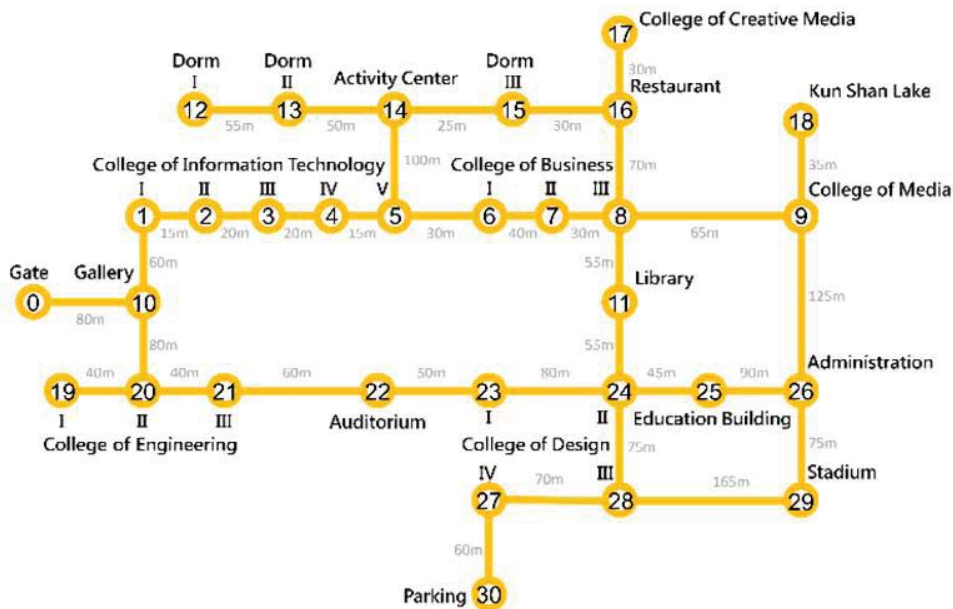 17 College of Creative Media
30m
Dorm Dorm Dorm
I II Activity Center III Restaurant Kun Shan Lake
12 13 14 15 16 18
55m 50m 25m 30m
100m 70m 35m
College of Information Technology College of Business College of Media
I II III IV V I II III
1 2 3 4 5 6 7 8 9
15m 20m 20m 15m 30m 40m 30m 65m
60m 55m
Gate Gallery Library
0 10 11 125m
80m
80m 55m
40m 40m 60m 50m 80m 45m 90m Administration
19 20 21 22 23 24 25 26
I II III Auditorium I II Education Building
College of Engineering College of Design 75m 75m
IV 70m III Stadium
27 28 165m 29
60m
Parking 30